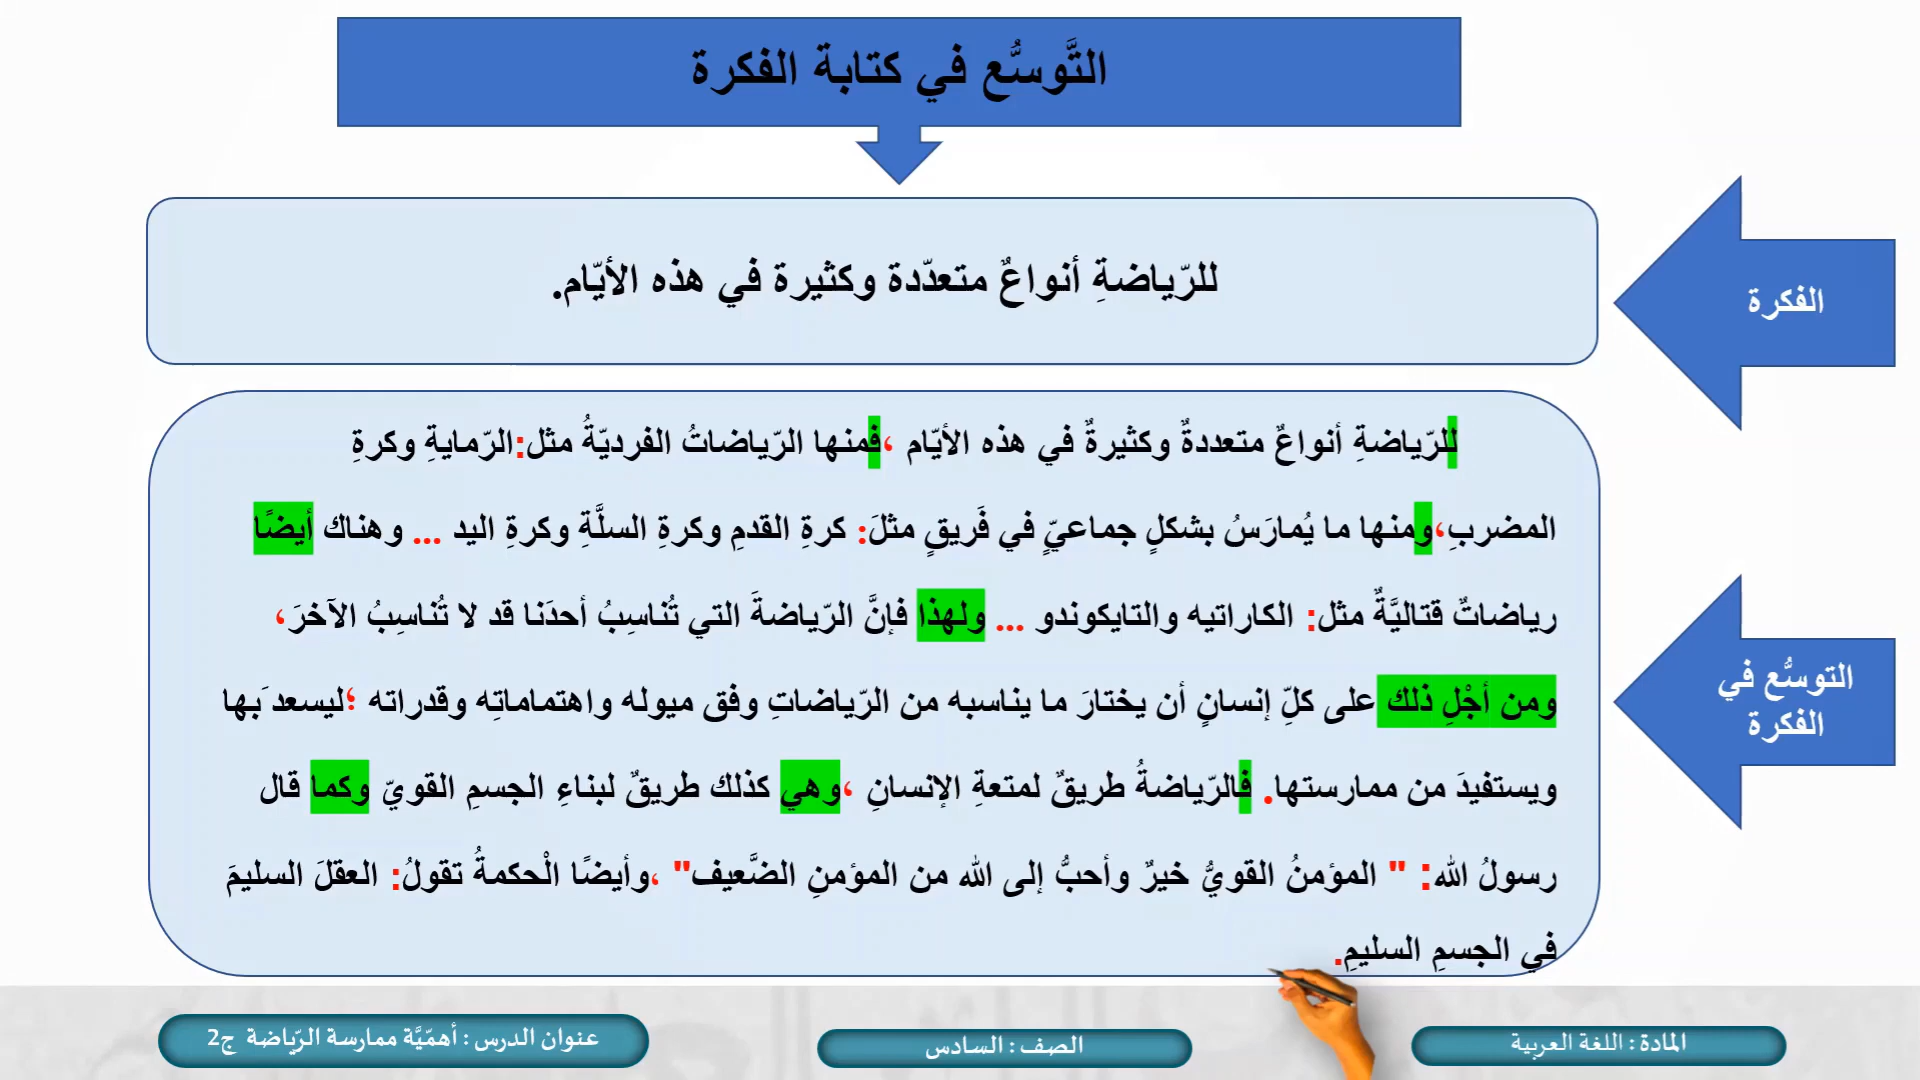 التَّوسُّع في كتابة الفكرة
الفكرة
للرّياضةِ أنواعٌ متعدّدة وكثيرة في هذه الأيّام.
التوسُّع في
الفكرة
للرّياضةِ أنواعٌ متعددةٌ وكثيرةٌ في هذه الأيّام ،فمنها الرّياضاتُ الفرديّةُ مثل:الرّمايةِ وكرةِ
المضربِ،ومنها ما يُمارَسُ بشكلٍ جماعيّ في فَريقٍ مثلَ: كرةِ القدمِ وكرةِ السلَّةِ وكرةِ اليد ... وهناك أيضًا
رياضاتٌ قتاليَّةٌ مثل: الكاراتيه والتايكوندو ... ولهذا فإنَّ الرّياضةَ التي تُناسِبُ أحدَنا قد لا تُناسِبُ الآخرَ،
ومن أجْلِ ذلك على كلِّ إنسانٍ أن يختارَ ما يناسبه من الرّياضاتِ وفق ميوله واهتماماتِه وقدراته ؛ليسعد َبها
ويستفيدَ من ممارستها. فالرّياضةُ طريقٌ لمتعةِ الإنسانِ ،وهي كذلك طريقٌ لبناءِ الجسمِ القويّ وكما قال
رسولُ الله: " المؤمنُ القويُّ خيرٌ وأحبُّ إلى الله من المؤمنِ الضَّعيف" ،وأيضًا الْحكمةُ تقولُ: العقلَ السليمَ
في الجسمِ السليمِ.
المادة : اللغة العربية
الصف : السادس
عنوان الدرس : أهمّيَّة ممارسة الرّياضة ج2